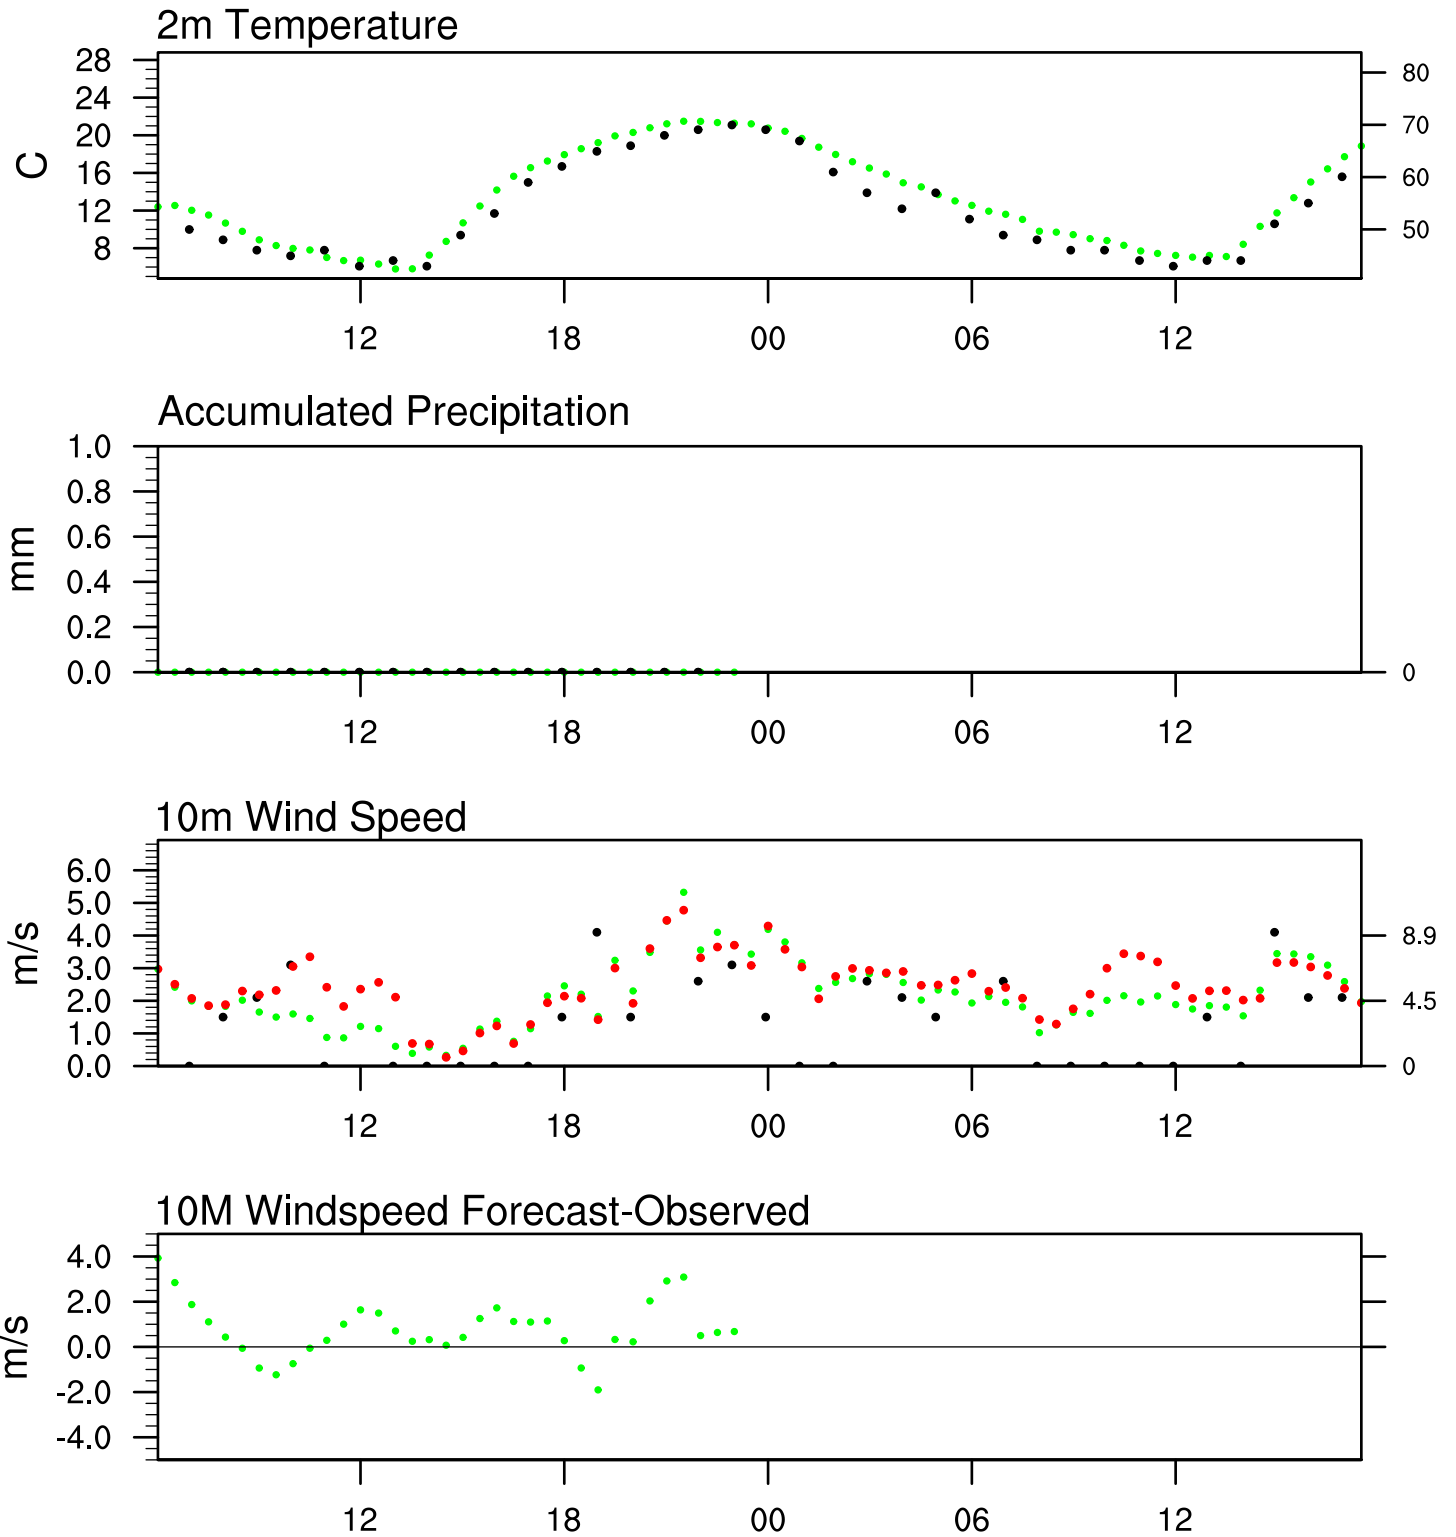 2m Temperature
28
24
20
16
12
8
C
80
70
60
50
12 18 00 06 12
Accumulated Precipitation
1.0
0.8
0.6
0.4
0.2
0.0
mm
0
12 18 00 06 12
10m Wind Speed
6.0
5.0
4.0
3.0
2.0
1.0
0.0
m/s
8.9
4.5
0
12 18 00 06 12
10M Windspeed Forecast-Observed
4.0
2.0
0.0
-2.0
-4.0
m/s
12 18 00 06 12